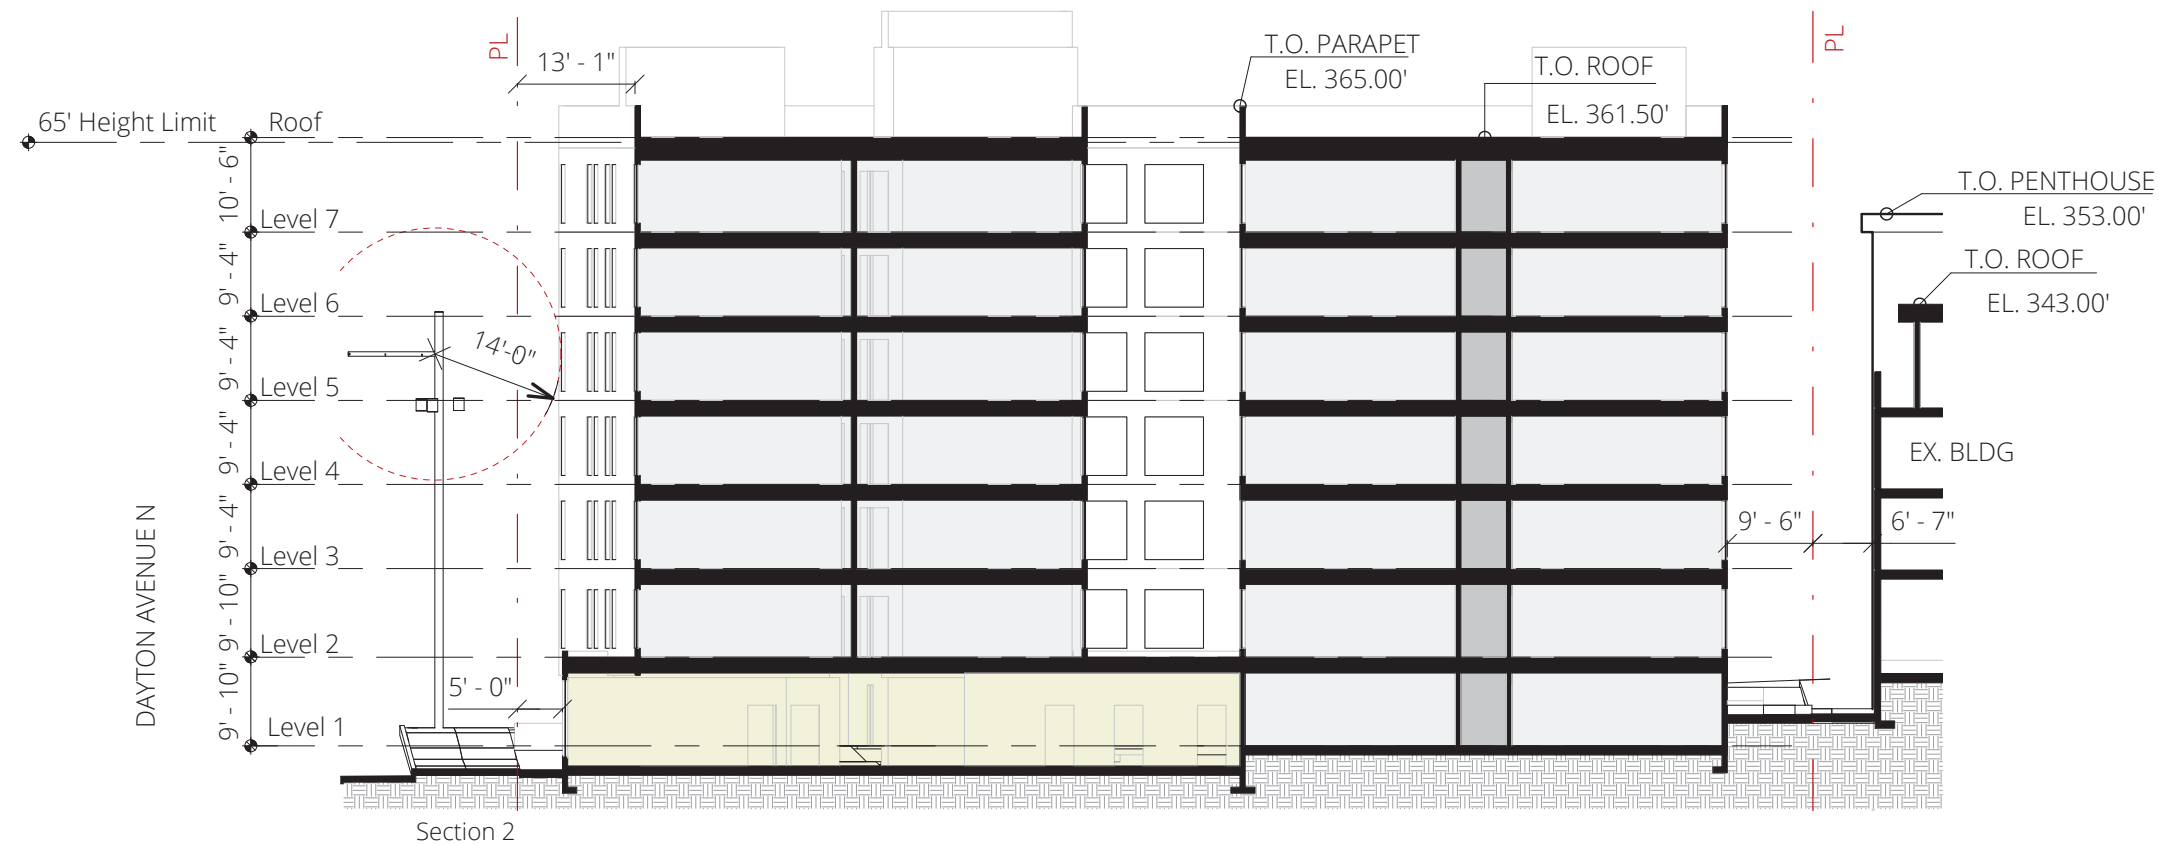 PL
13' - 1"
T.O. PARAPET
EL. 365.00'
T.O. ROOF
EL. 361.50'
PL
65' Height Limit
Roof
10' - 6"
Level 7
9' - 4"
Level 6
9' - 4"
Level 5
9' - 4"
Level 4
9' - 4"
Level 3
9' - 10"
Level 2
9' - 10"
Level 1
14'-0"
5' - 0"
DAYTON AVENUE N
T.O. PENTHOUSE
EL. 353.00'
T.O. ROOF
EL. 343.00'
EX. BLDG
9' - 6"
6' - 7"
Section 2